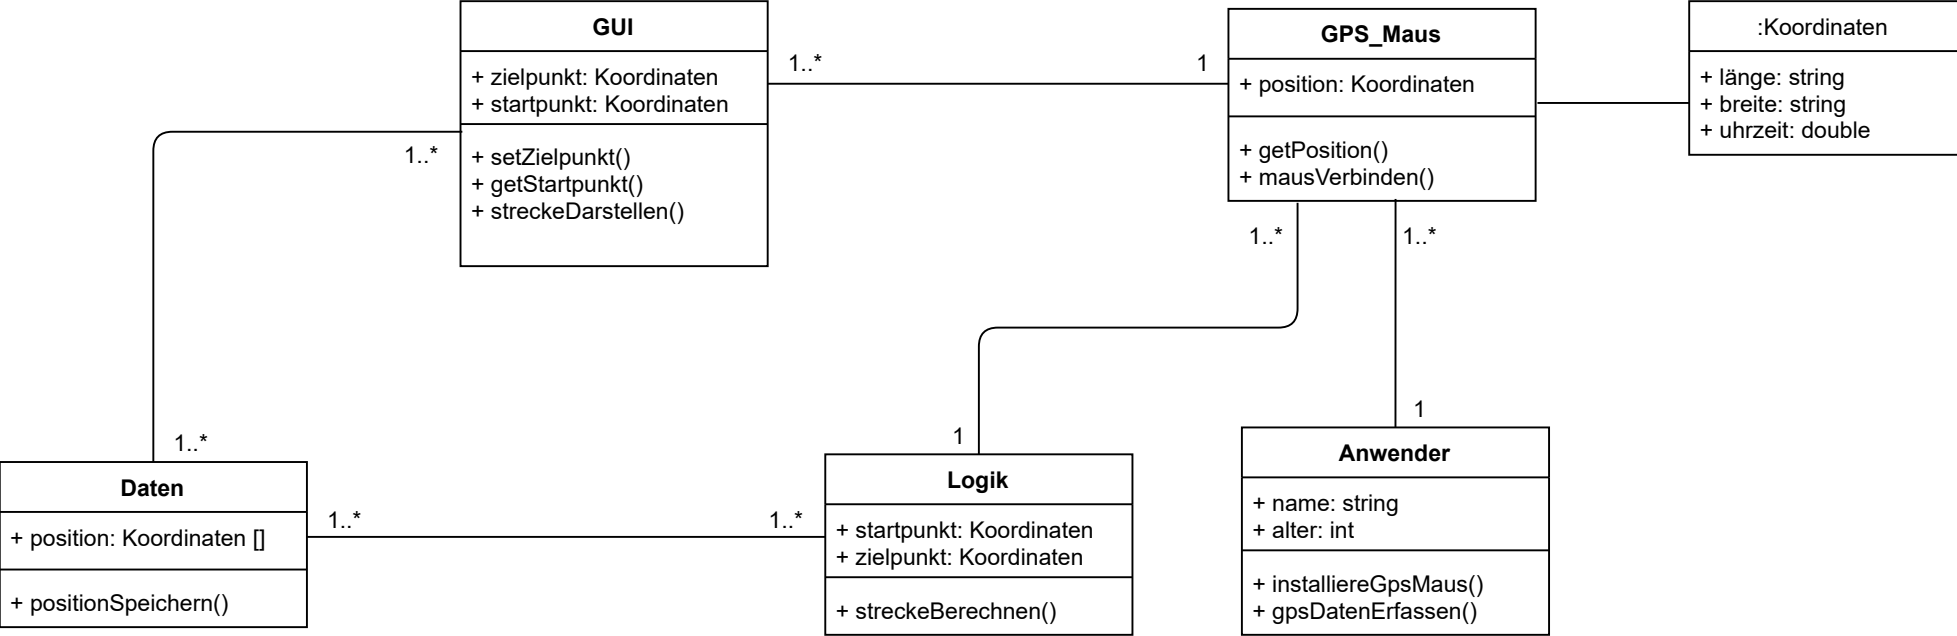 GUI
+ zielpunkt: Koordinaten
+ startpunkt: Koordinaten
+ setZielpunkt()
+ getStartpunkt()
+ streckeDarstellen()
1..*
1
GPS_Maus
+ position: Koordinaten
+ getPosition()
+ mausVerbinden()
:Koordinaten
+ länge: string
+ breite: string
+ uhrzeit: double
1..*
1..*
1..*
1..*
1
1
Daten
+ position: Koordinaten []
+ positionSpeichern()
1..*
1..*
Logik
+ startpunkt: Koordinaten
+ zielpunkt: Koordinaten
+ streckeBerechnen()
Anwender
+ name: string
+ alter: int
+ installiereGpsMaus()
+ gpsDatenErfassen()